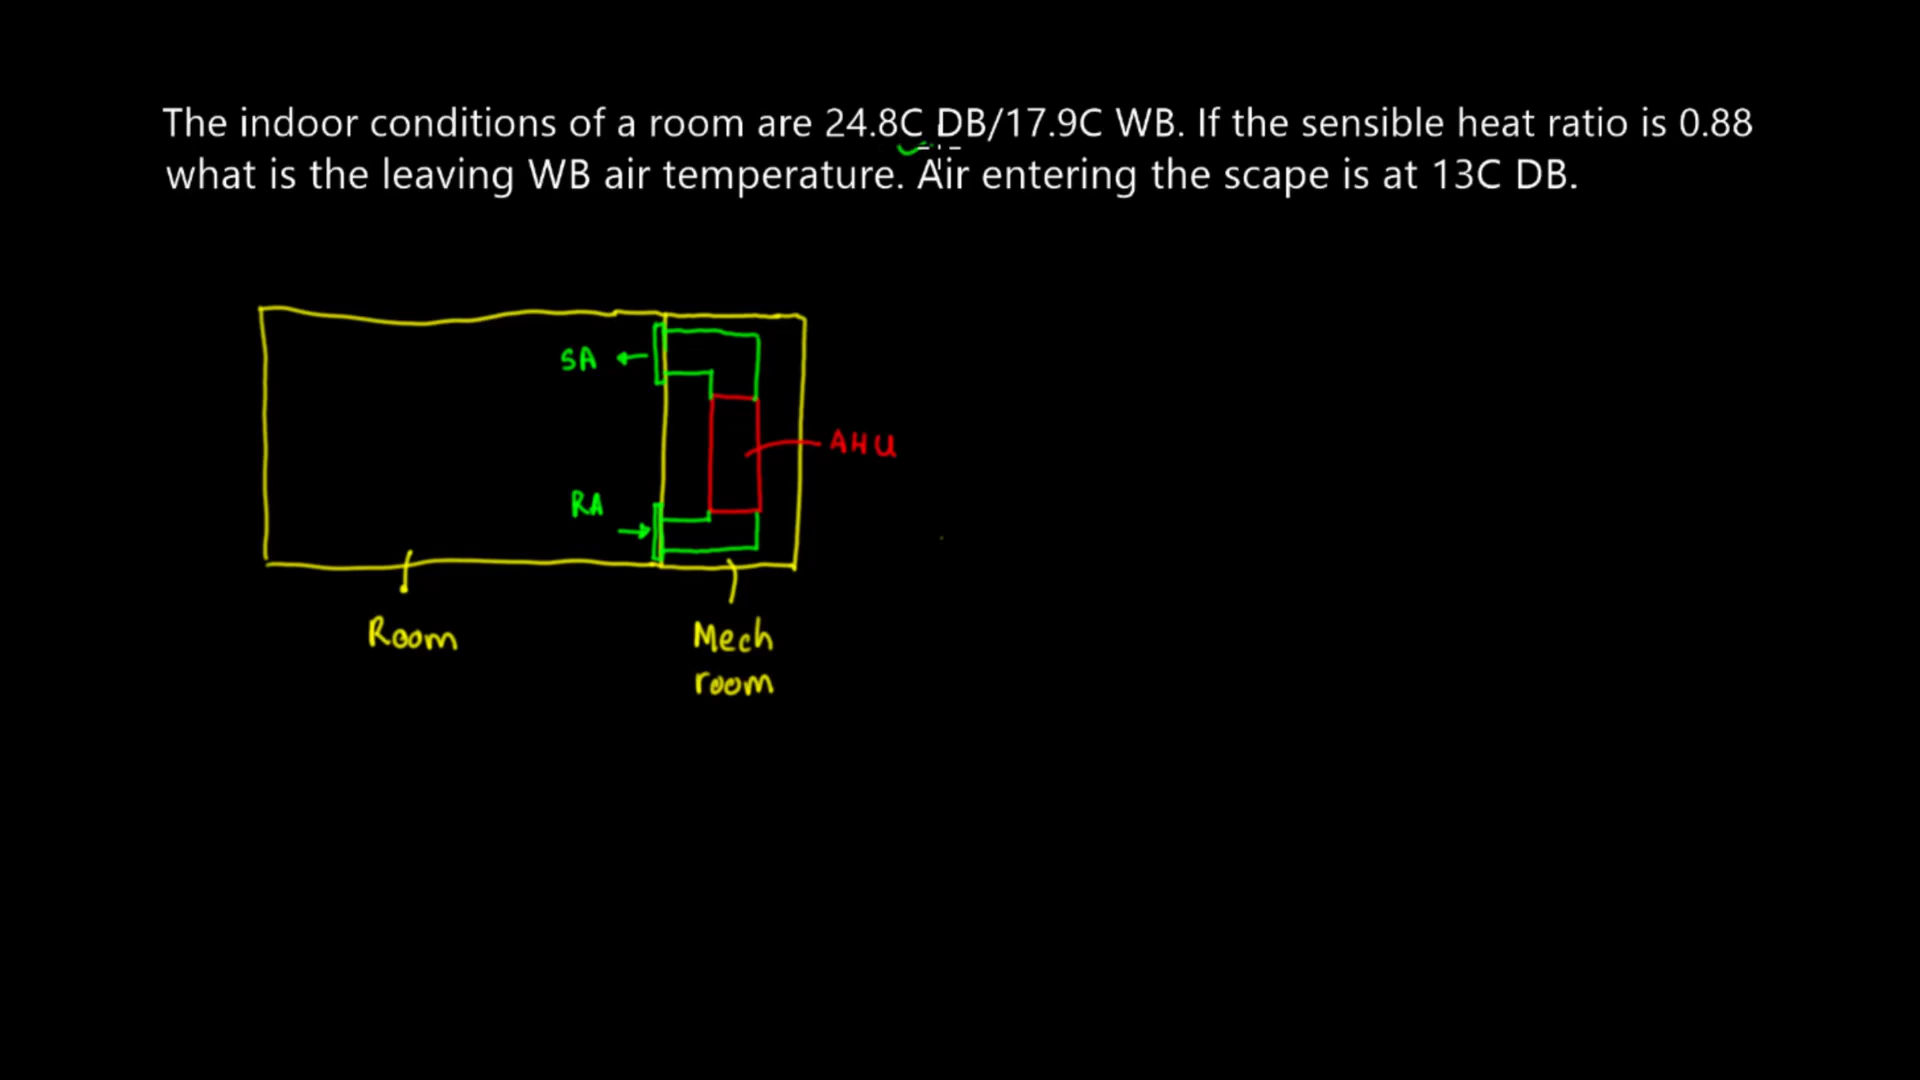 The indoor conditions of a room are 24.8C DB/17.9C WB. If the sensible heat ratio is 0.88
what is the leaving WB air temperature. Air entering the scape is at 13C DB.
SA
AHU
RA
Room
Mech
room